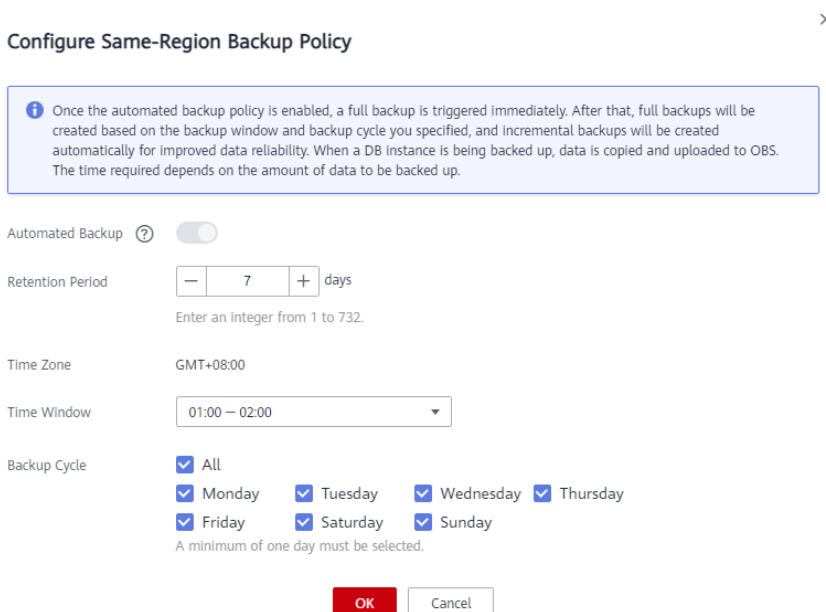 Configure Same-Region Backup Policy
Once the automated backup policy is enabled, a full backup is triggered immediately. After that, full backups will be
created based on the backup window and backup cycle you specified, and incremental backups will be created
automatically for improved data reliability. When a DB instance is being backed up, data is copied and uploaded to OBS.
The time required depends on the amount of data to be backed up.
Automated Backup
Retention Period 7 days
Enter an integer from 1 to 732.
Time Zone GMT+08:00
Time Window 01:00 — 02:00
Backup Cycle All
Monday Tuesday Wednesday Thursday
Friday Saturday Sunday
A minimum of one day must be selected.
OK Cancel